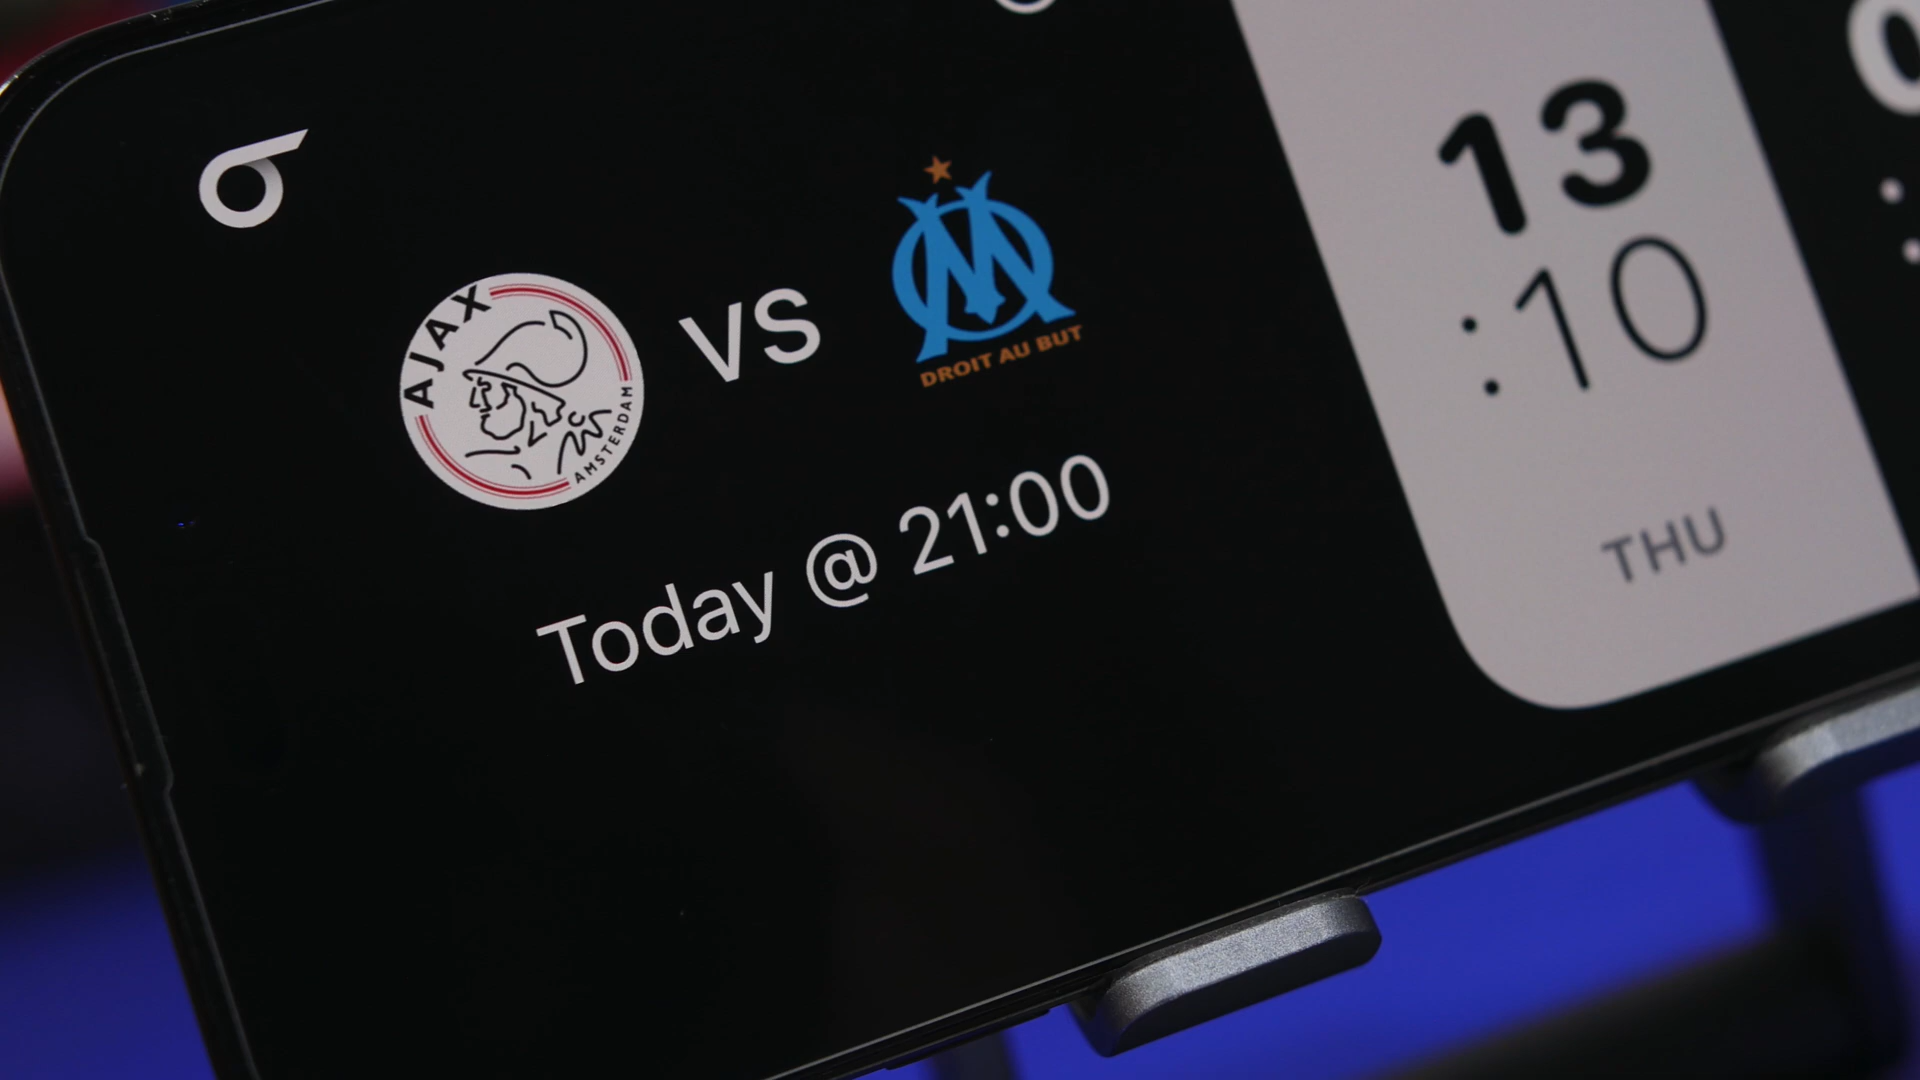 AJAX
AMSTERDAM
VS
DROIT AU BUT
Today @ 21:00
13
:10
THU